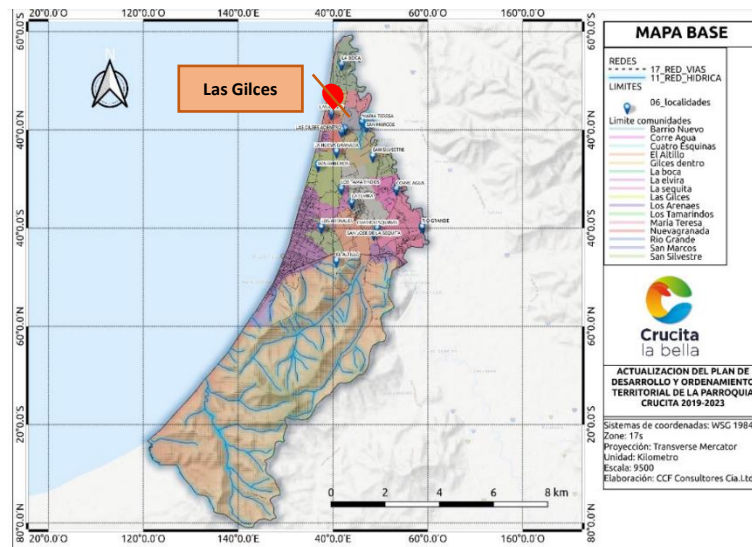 60°0.0'S
40°0.0'N
40°0.0'S
60°0.0'N
20°0.0'S
80°0.0'N
20°0.0'O
120°0.0'O
140°0.0'O
40°0.0'O
60°0.0'O
100°0.0'O
N
Las Gilces
LA BOCA
MARIA TERESA
SAN MARCOS
LA NUEVA GRANADA
SAN SILVESTRE
LOS TAMARINDOS
CORRE AGUA
LA ELVIRA
LOS ARENALES
RIO GRANDE
SAN JOSE DE LA SEQUITA
EL ALTILLO
0 2 4 6 8 km
MAPA BASE
REDES
17_RED_VIAS
11_RED_HIDRICA
LIMITES
06_localidades
Limite comunidades
Barrio Nuevo
Corre Agua
Cuatro Esquinas
El Altillo
Gilces dentro
La boca
La elvira
La sequita
Las Gilces
Los Arenaes
Los Tamarindos
Maria Teresa
Nuevagranada
Rio Grande
San Marcos
San Silvestre
Crucita
la bella
ACTUALIZACION DEL PLAN DE
DESARROLLO Y ORDENAMIENTO
TERRITORIAL DE LA PARROQUIA
CRUCITA 2019-2023
Sistemas de coordenadas: WSG 1984
Zone: 17s
Proyección: Transverse Mercator
Unidad: Kilometro
Escala: 9500
Elaboración: CCF Consultores Cia.Ltd